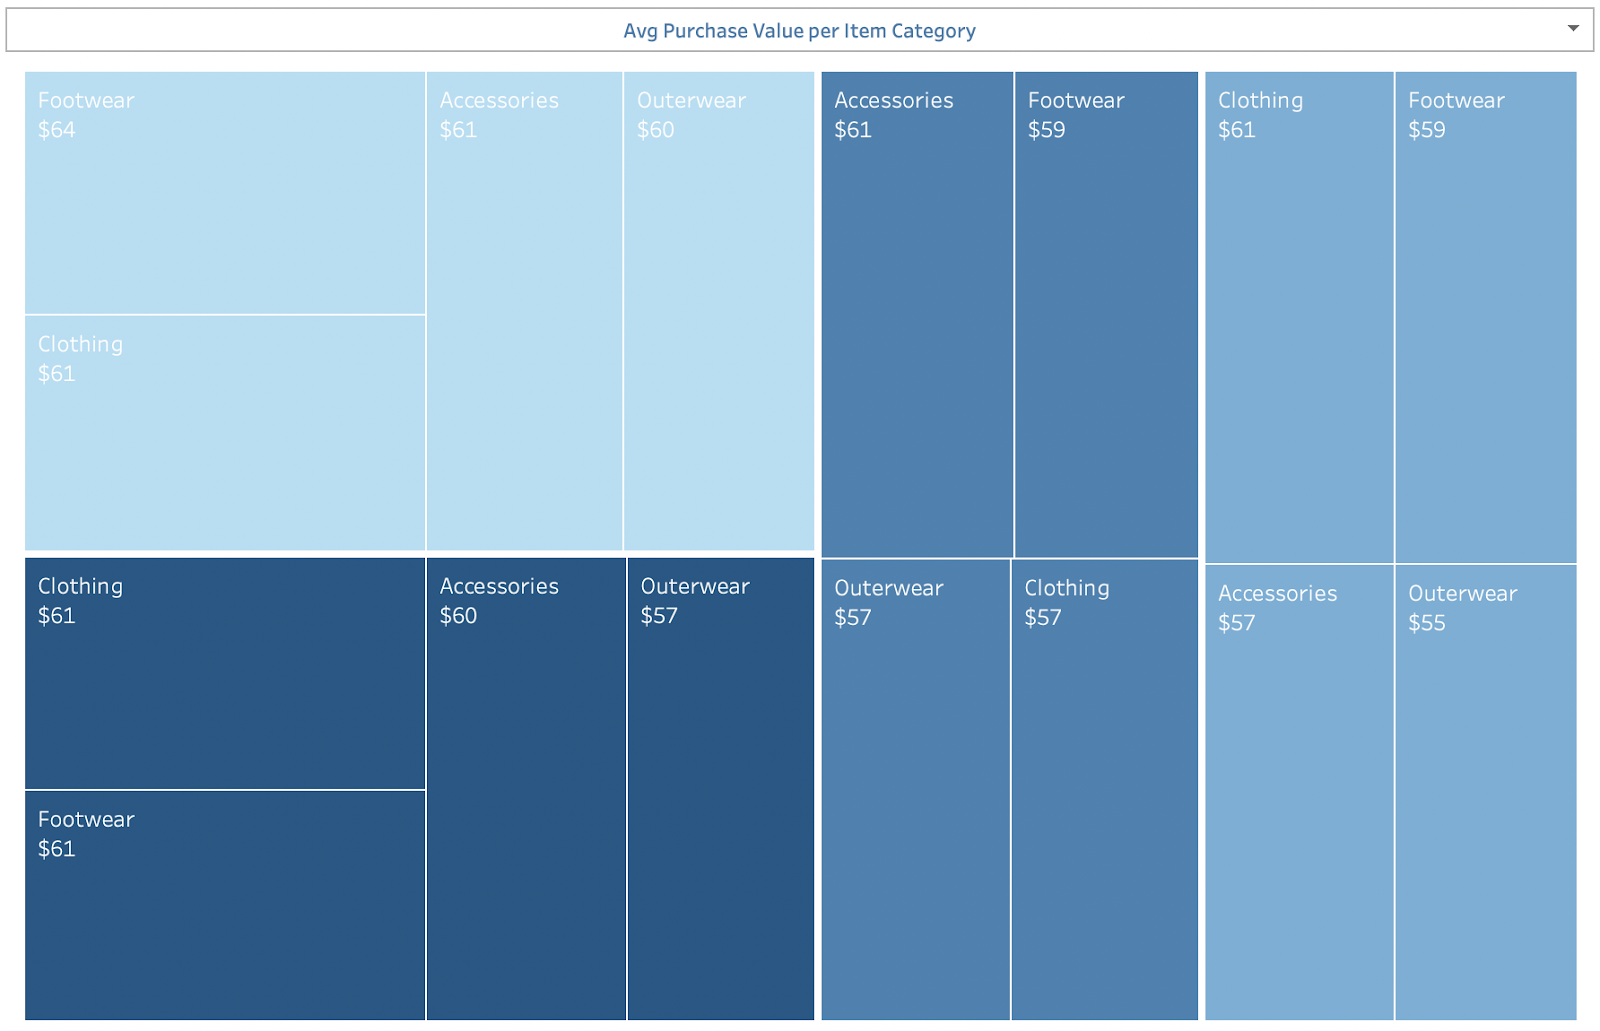 Avg Purchase Value per Item Category
Footwear
$64
Clothing
$61
Accessories
$61
Outerwear
$60
Clothing
$61
Footwear
$61
Accessories
$60
Outerwear
$57
Accessories
$61
Footwear
$59
Outerwear
$57
Clothing
$57
Clothing
$61
Footwear
$59
Accessories
$57
Outerwear
$55